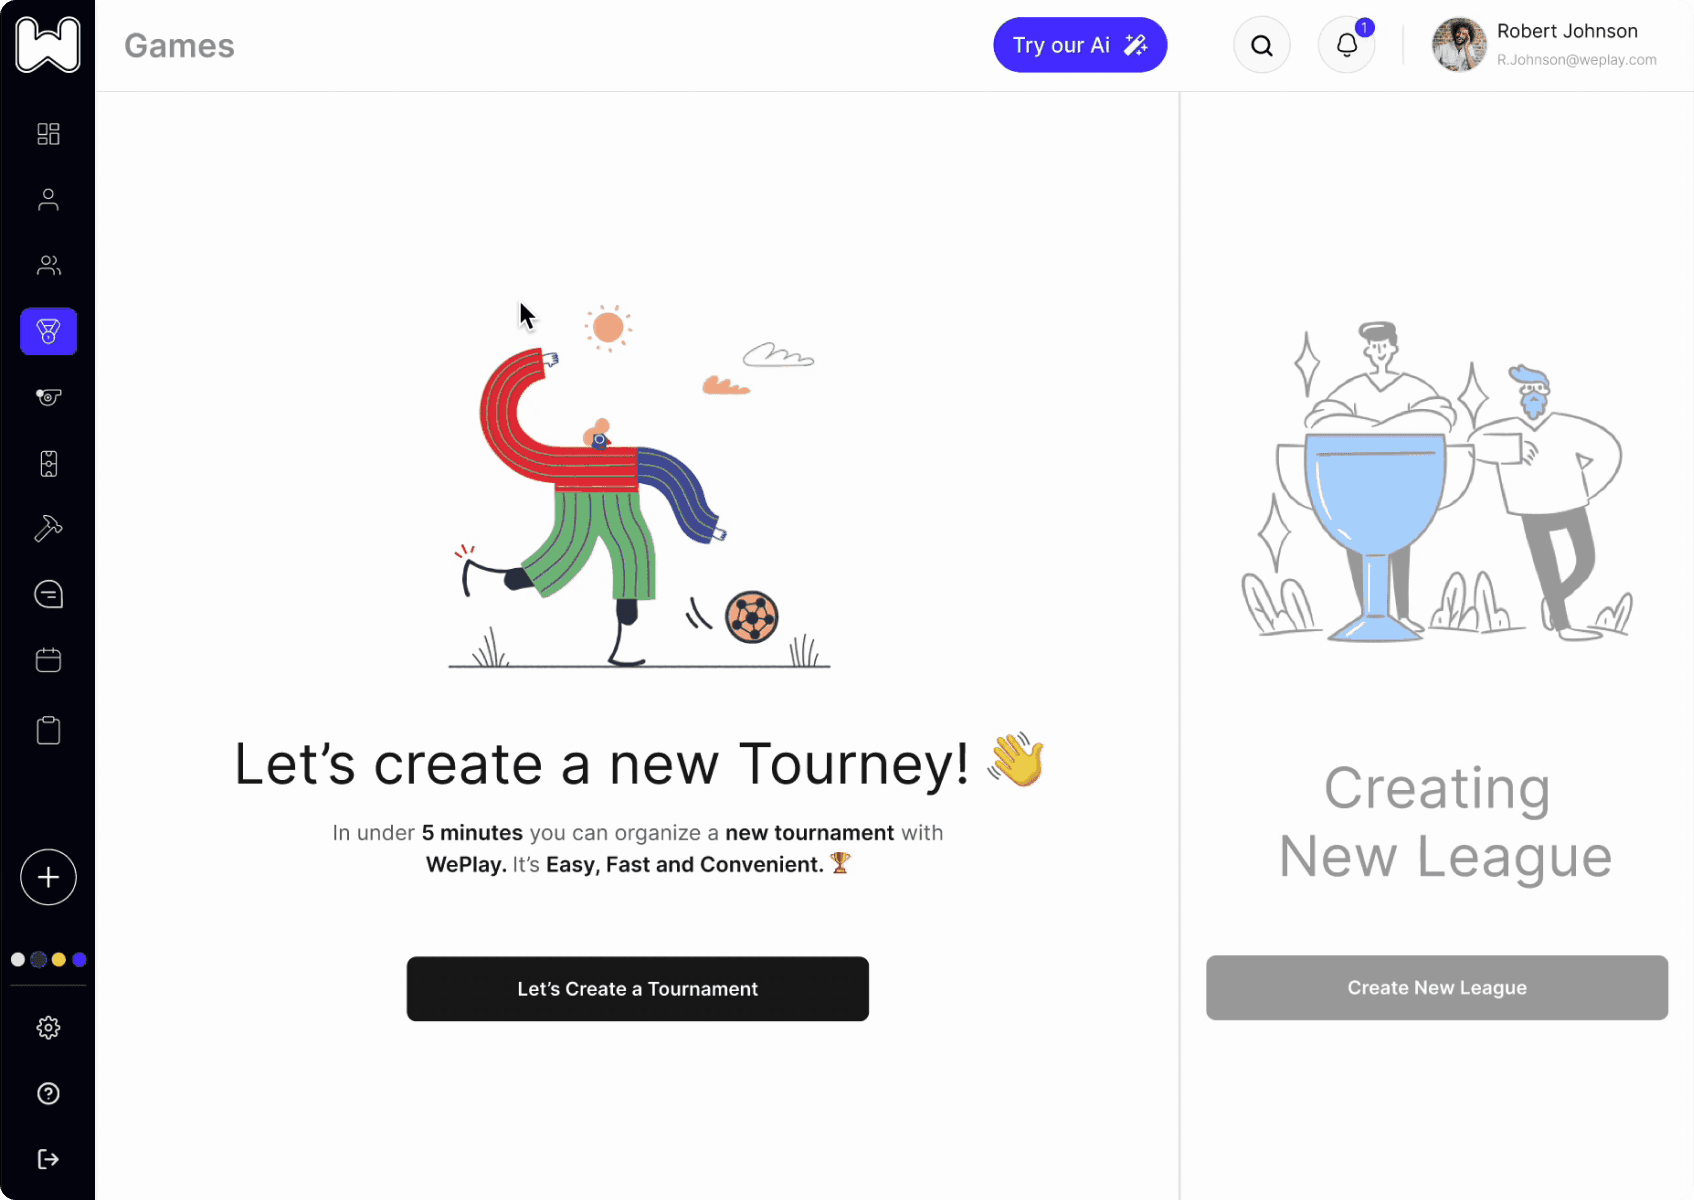 Games
Try our Ai
1
Robert Johnson
R.Johnson@weplay.com
Let’s create a new Tourney! 👋
In under 5 minutes you can organize a new tournament with
WePlay. It’s Easy, Fast and Convenient. 🏆
Let’s Create a Tournament
Creating
New League
Create New League